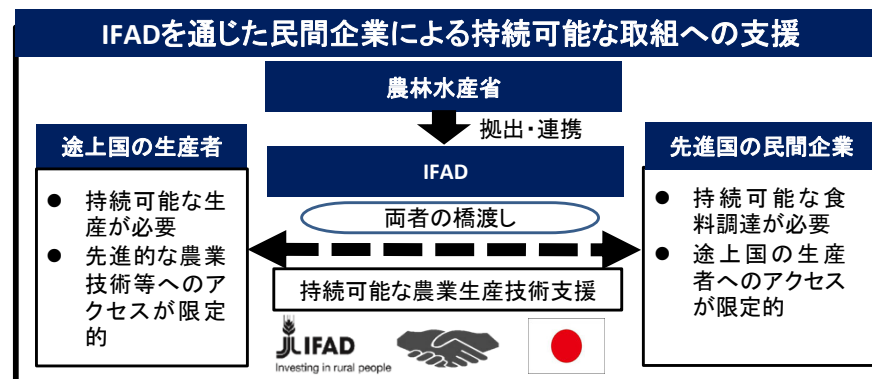 IFADを通じた民間企業による持続可能な取組への支援
農林水産省
拠出・連携
途上国の生産者
● 持続可能な生
産が必要
● 先進的な農業
技術等へのア
クセスが限定
的
IFAD
両者の橋渡し
持続可能な農業生産技術支援
先進国の民間企業
● 持続可能な食
料調達が必要
● 途上国の生産
者へのアクセス
が限定的
JLIFAD
Investing in rural people